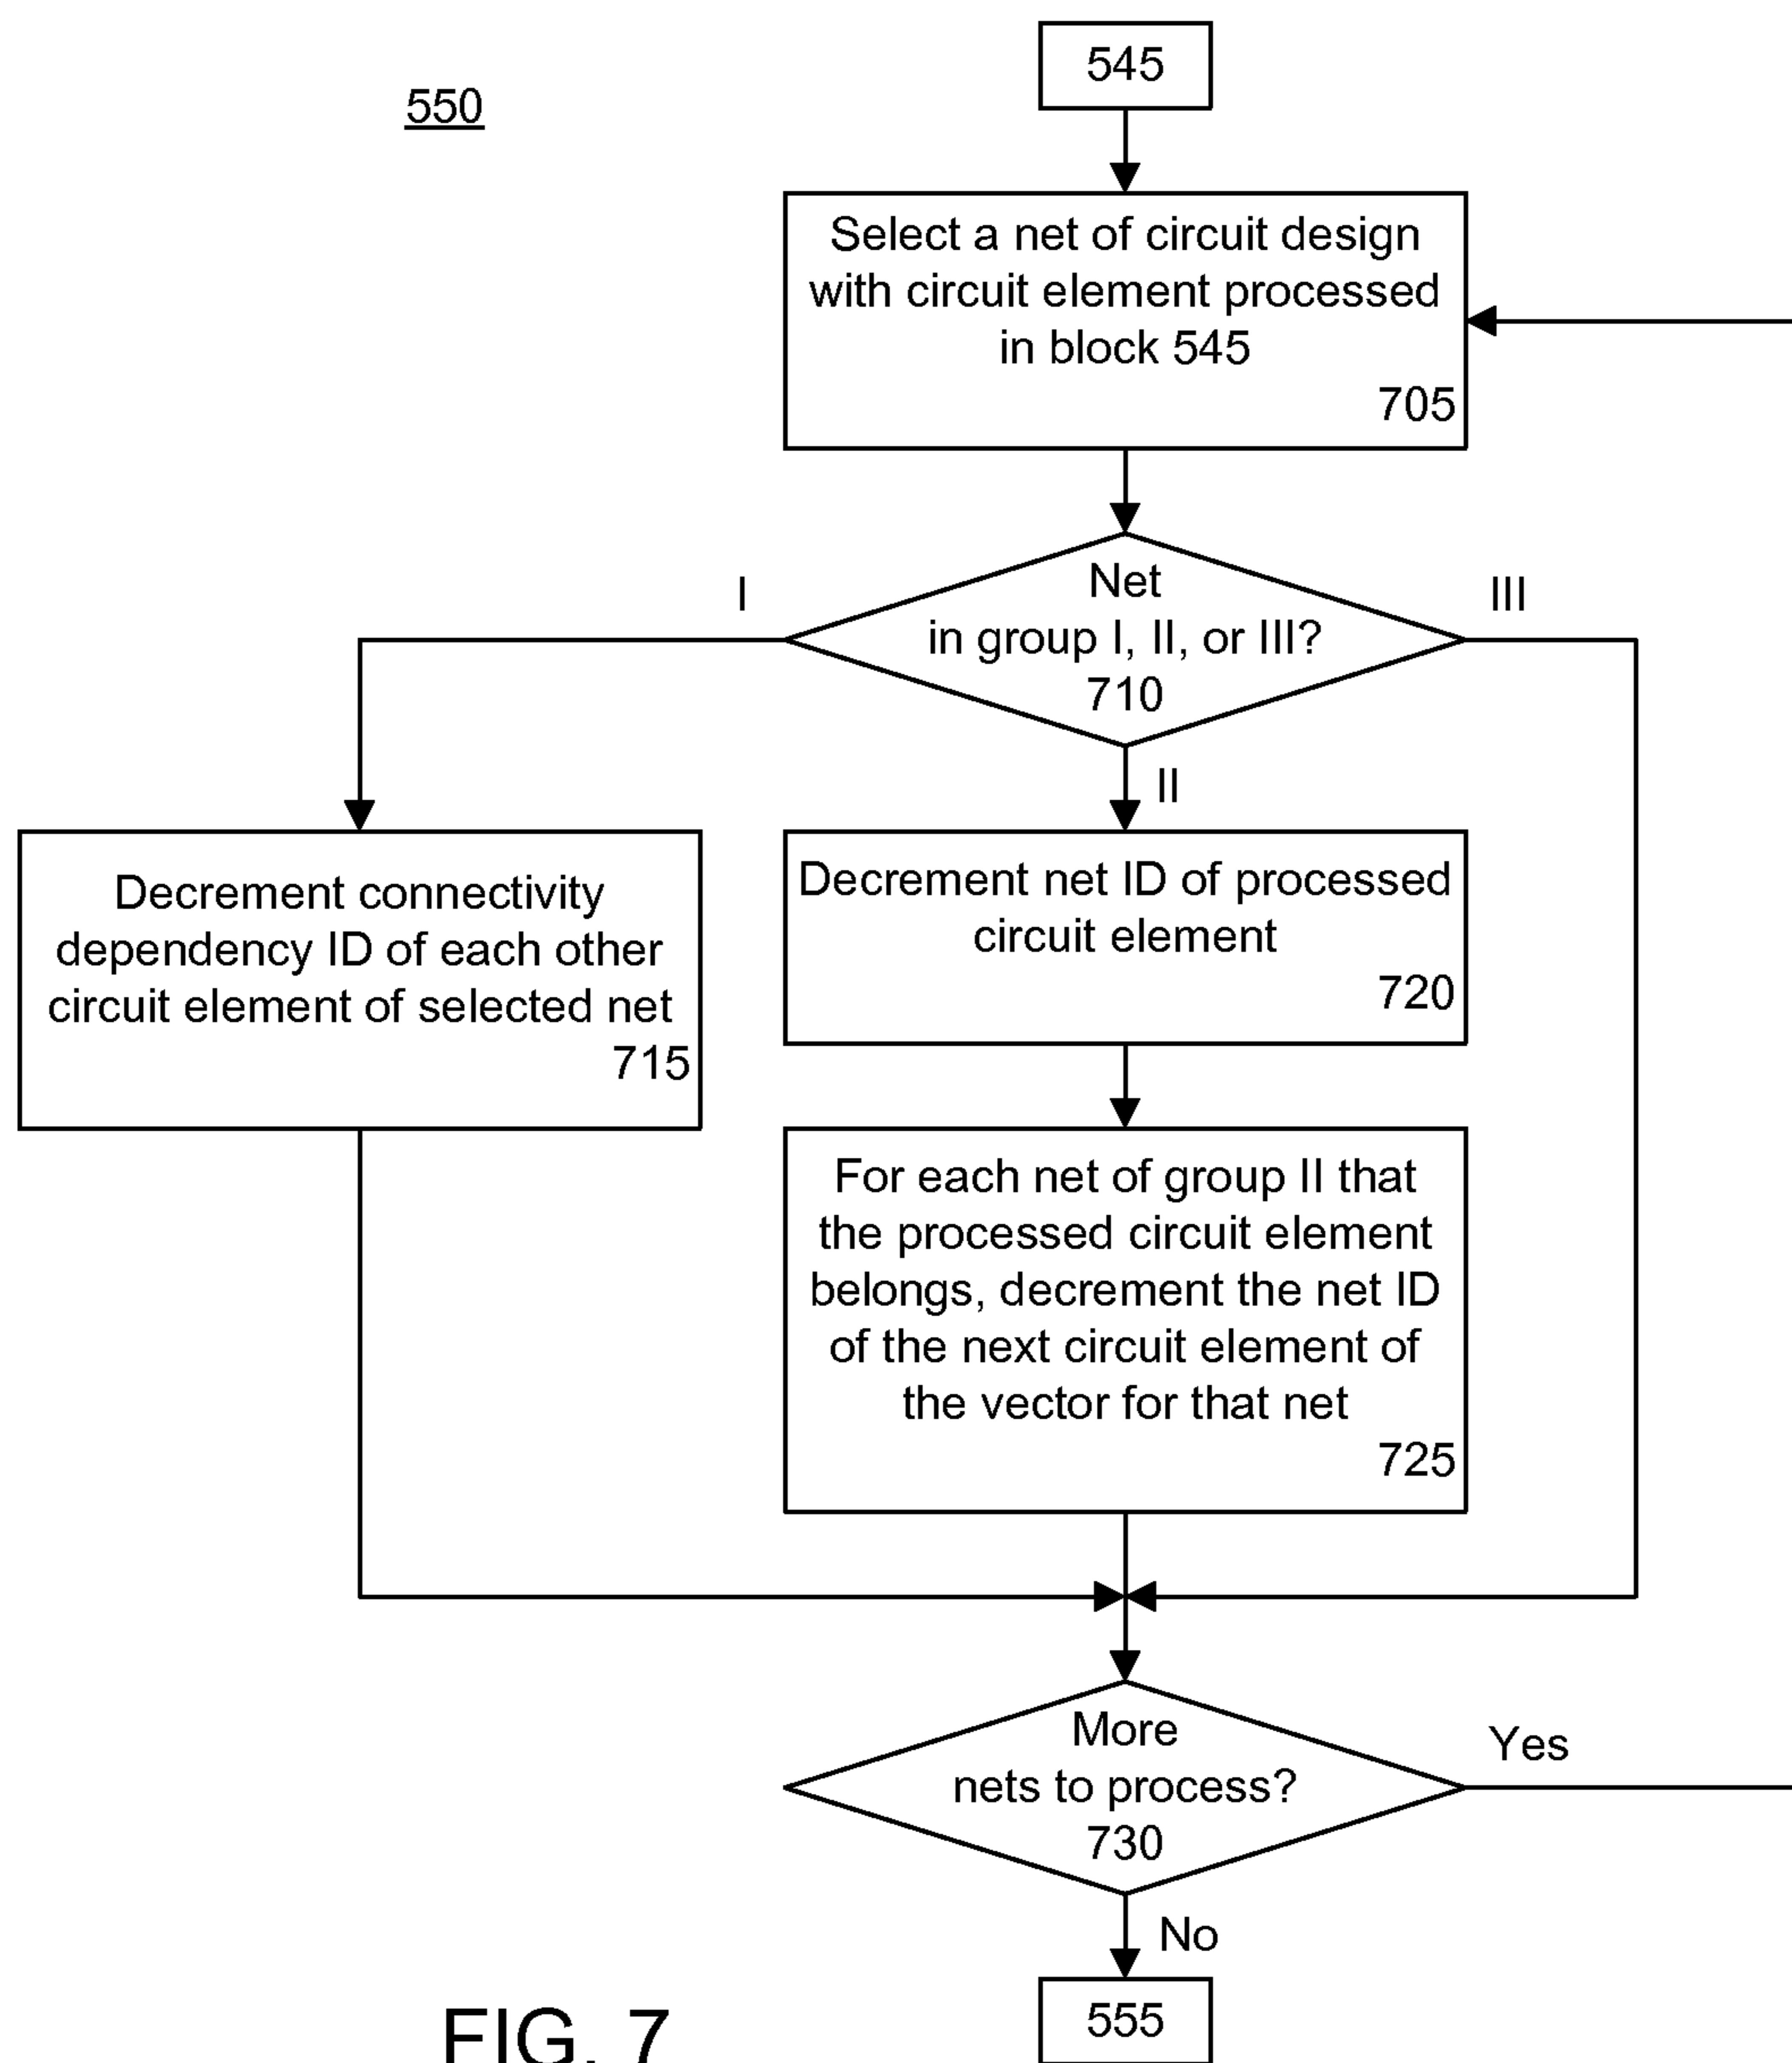 545
550
Select a net of circuit design
with circuit element processed
in block 545
705
I
III
Net
in group I, II, or III?
710
II
Decrement connectivity
dependency ID of each other
circuit element of selected net
715
Decrement net ID of processed
circuit element
720
For each net of group II that
the processed circuit element
belongs, decrement the net ID
of the next circuit element of
the vector for that net
725
More
nets to process?
730
Yes
No
555
FIG. 7